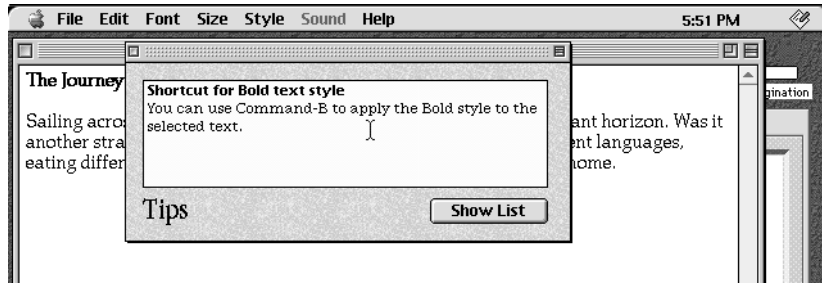 File Edit Font Size Style Sound Help 5:51 PM
The Journey
Shortcut for Bold text style
You can use Command-B to apply the Bold style to the
selected text.
Sailing acro
another stra
eating differ
ant horizon. Was it
ent languages,
home.
Tips
Show List
gination